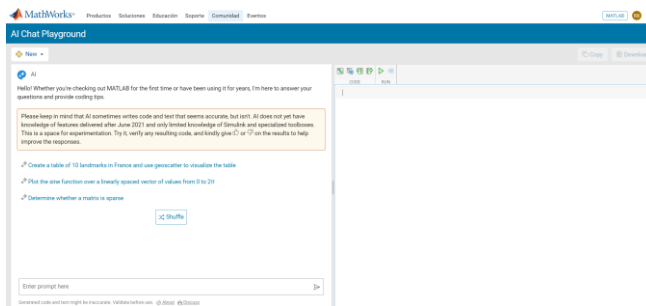 MathWorks®
Productos Soluciones Educación Soporte Comunidad Eventos
MATLAB
AI Chat Playground
New
Copy
Download
AI
Hello! Whether you're checking out MATLAB for the first time or have been using it for years, I'm here to answer your
questions and provide coding tips.
Please keep in mind that AI sometimes writes code and text that seems accurate, but isn't. AI does not yet have
knowledge of features delivered after June 2021 and only limited knowledge of Simulink and specialized toolboxes.
This is a space for experimentation. Try it, verify any resulting code, and kindly give or on the results to help
improve the responses.
Create a table of 10 landmarks in France and use geoscatter to visualize the table
Plot the sine function over a linearly spaced vector of values from 0 to 2π
Determine whether a matrix is sparse
Shuffle
CODE RUN
1
Enter prompt here
Generated code and text might be inaccurate. Validate before use. About Discuss